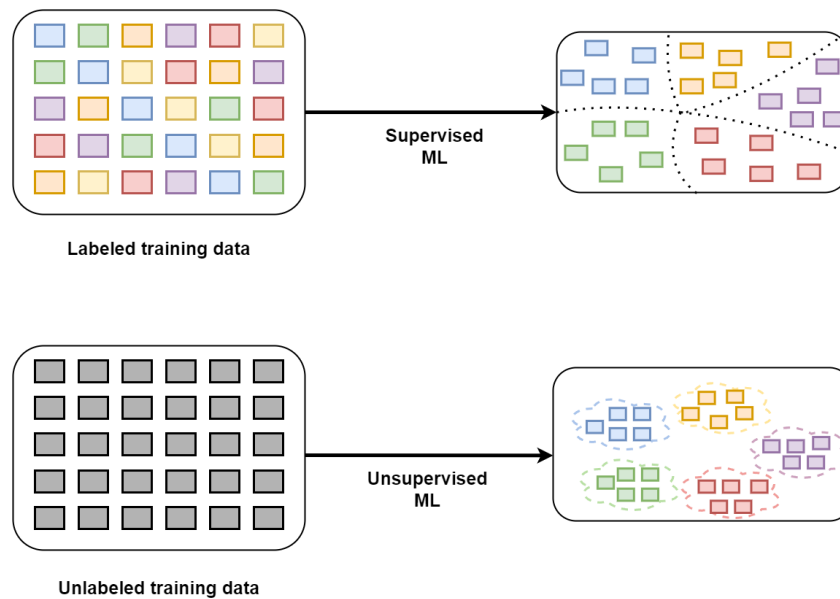 Supervised
ML
Labeled training data
Unsupervised
ML
Unlabeled training data